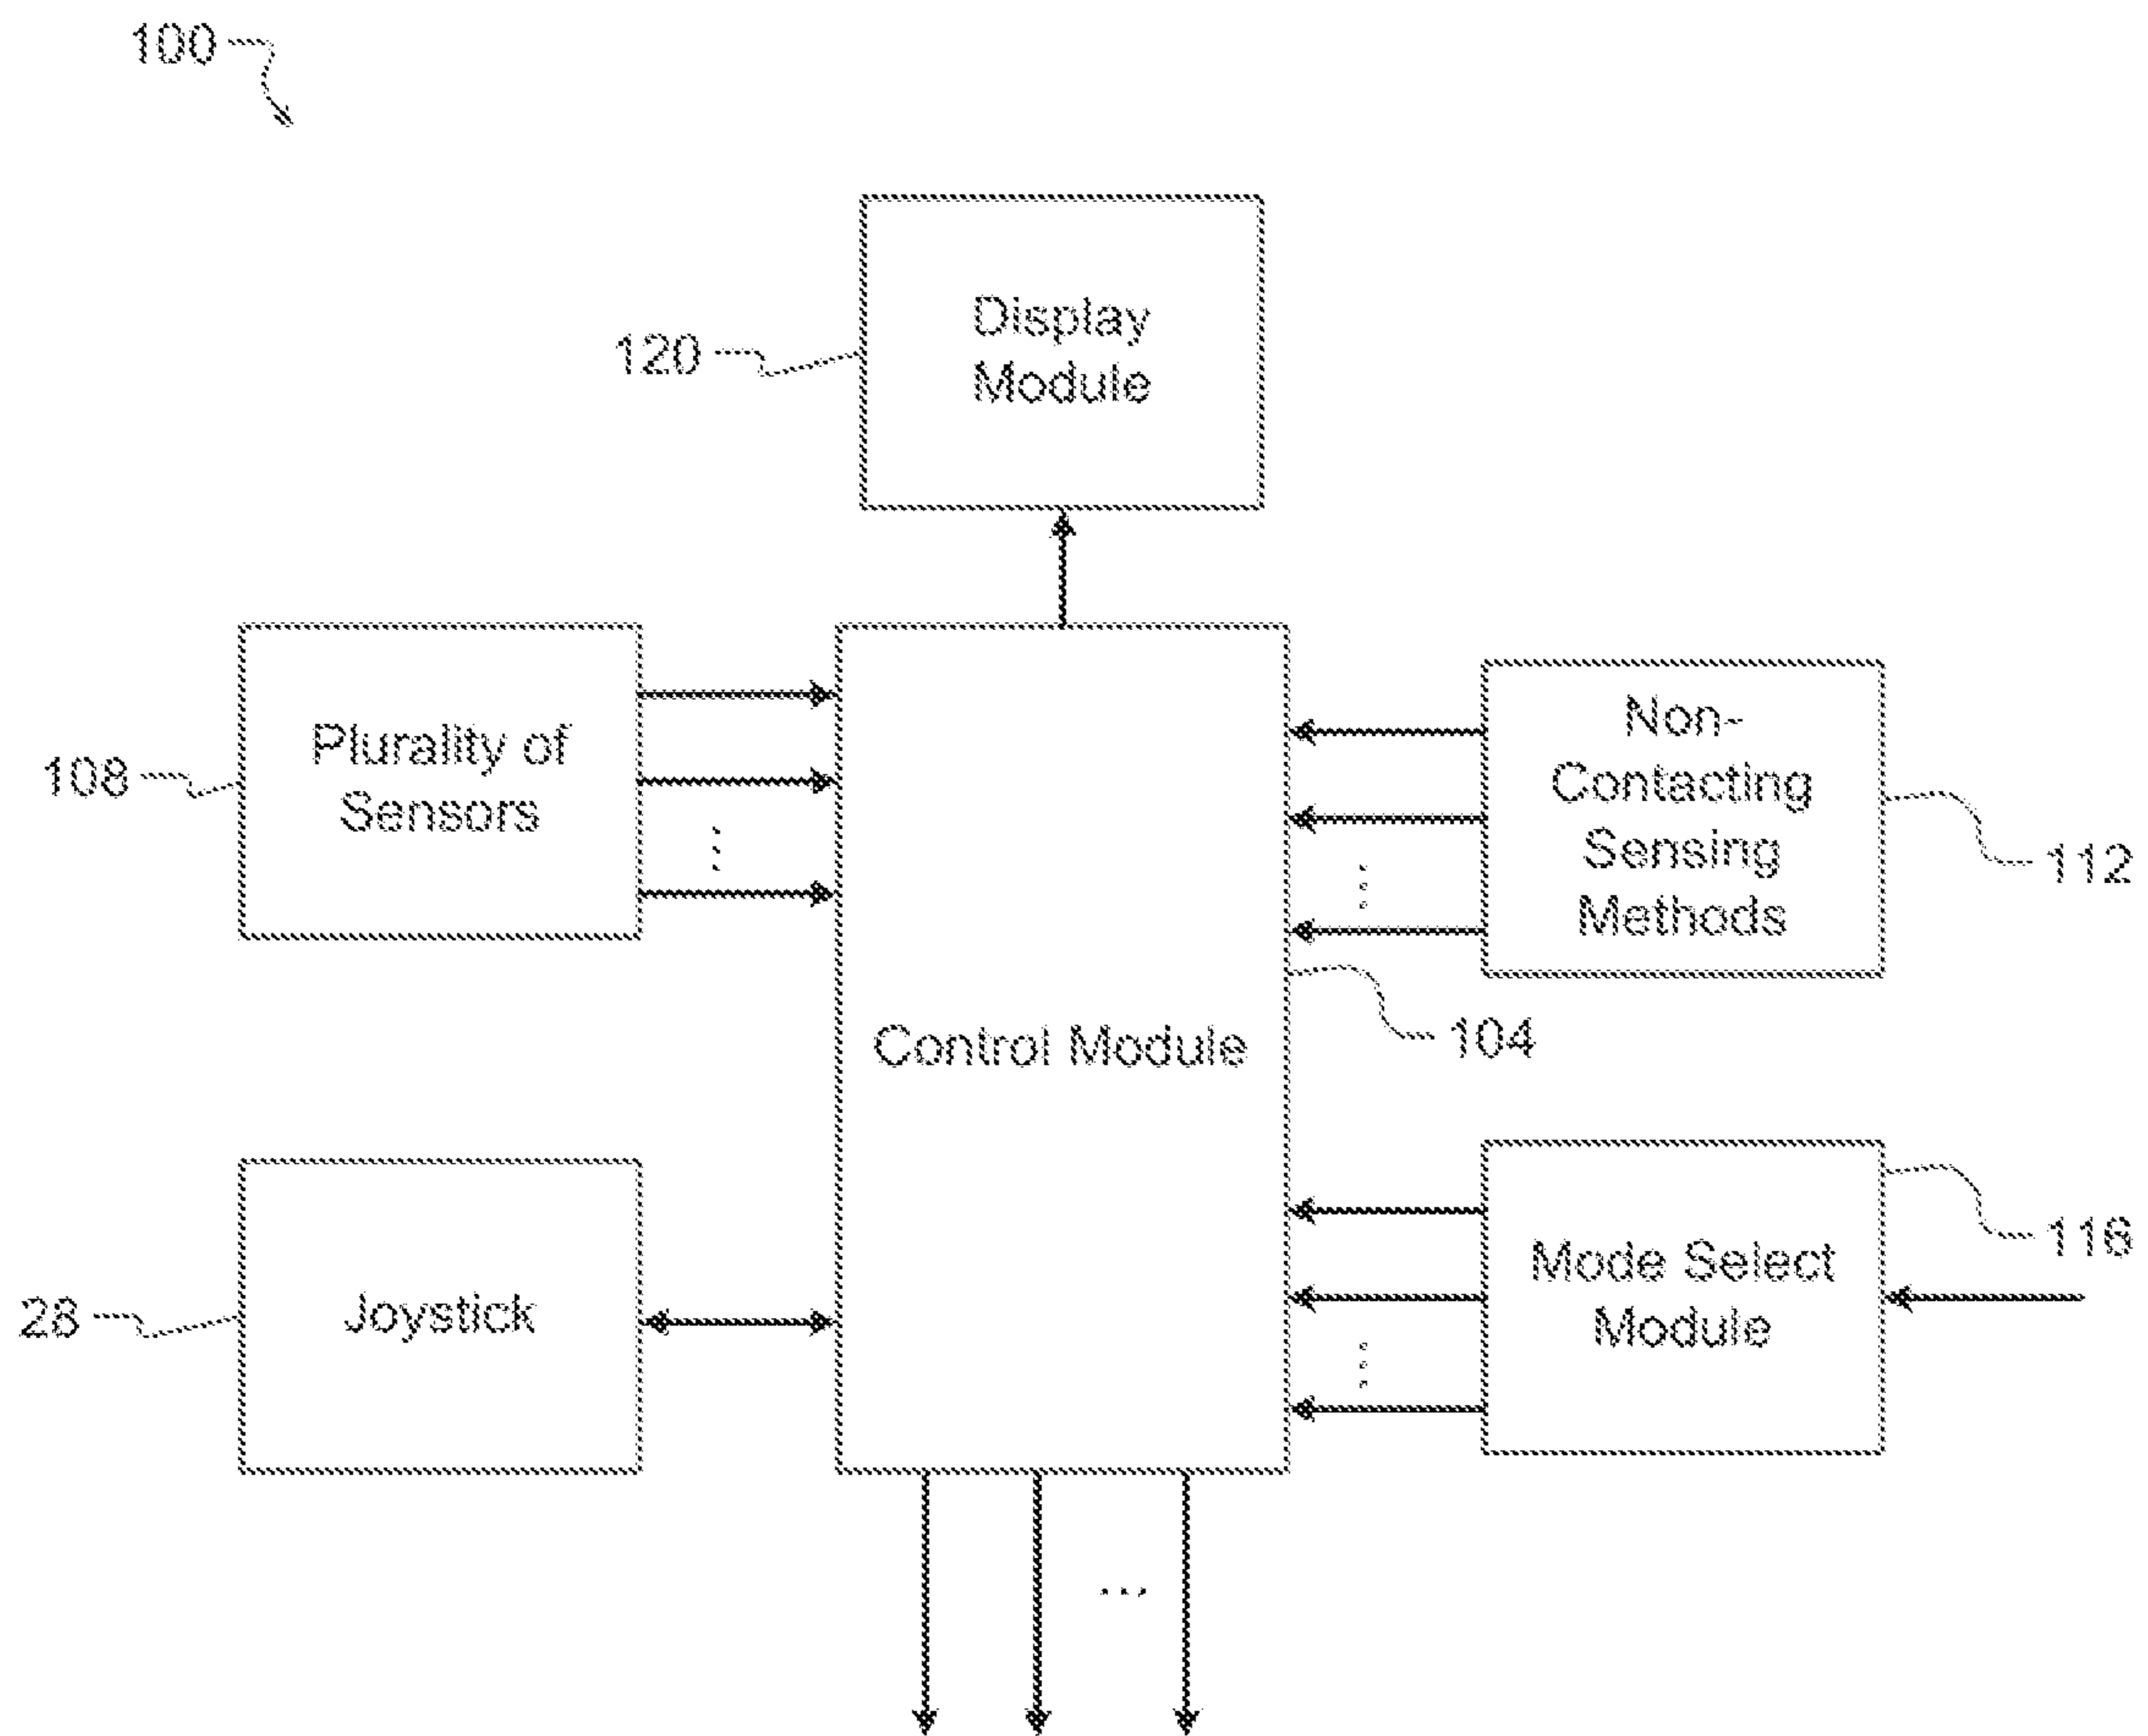 100
Display
Module
120
Plurality of
Sensors
108
Non-
Contacting
Sensing
Methods
112
Control Module
104
Joystick
28
Mode Select
Module
116